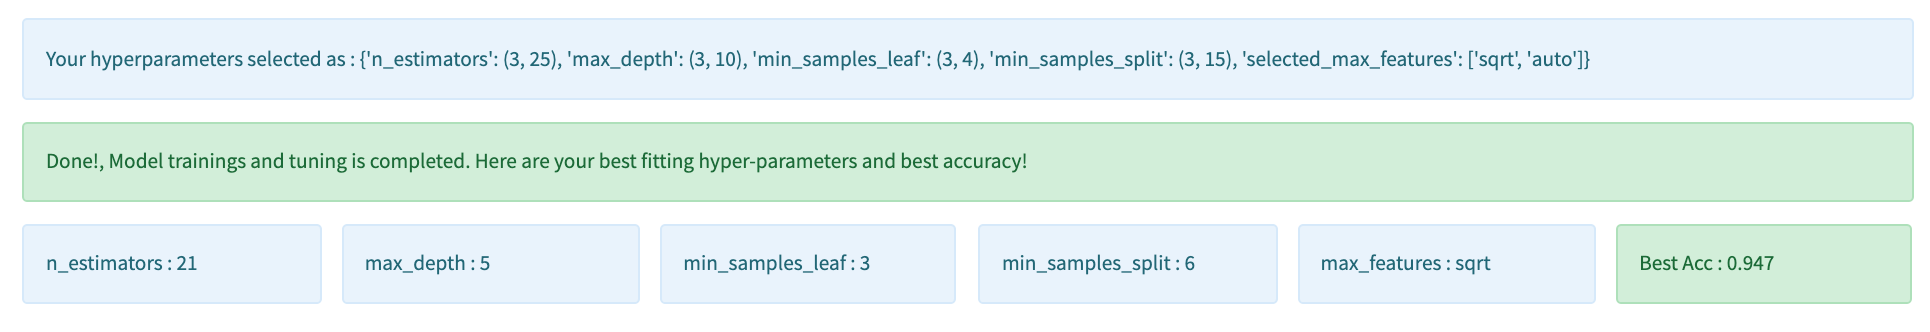 Your hyperparameters selected as : {'n_estimators': (3, 25), 'max_depth': (3, 10), 'min_samples_leaf': (3, 4), 'min_samples_split': (3, 15), 'selected_max_features': ['sqrt', 'auto']}
Done!, Model trainings and tuning is completed. Here are your best fitting hyper-parameters and best accuracy!
n_estimators : 21
max_depth : 5
min_samples_leaf : 3
min_samples_split : 6
max_features : sqrt
Best Acc : 0.947